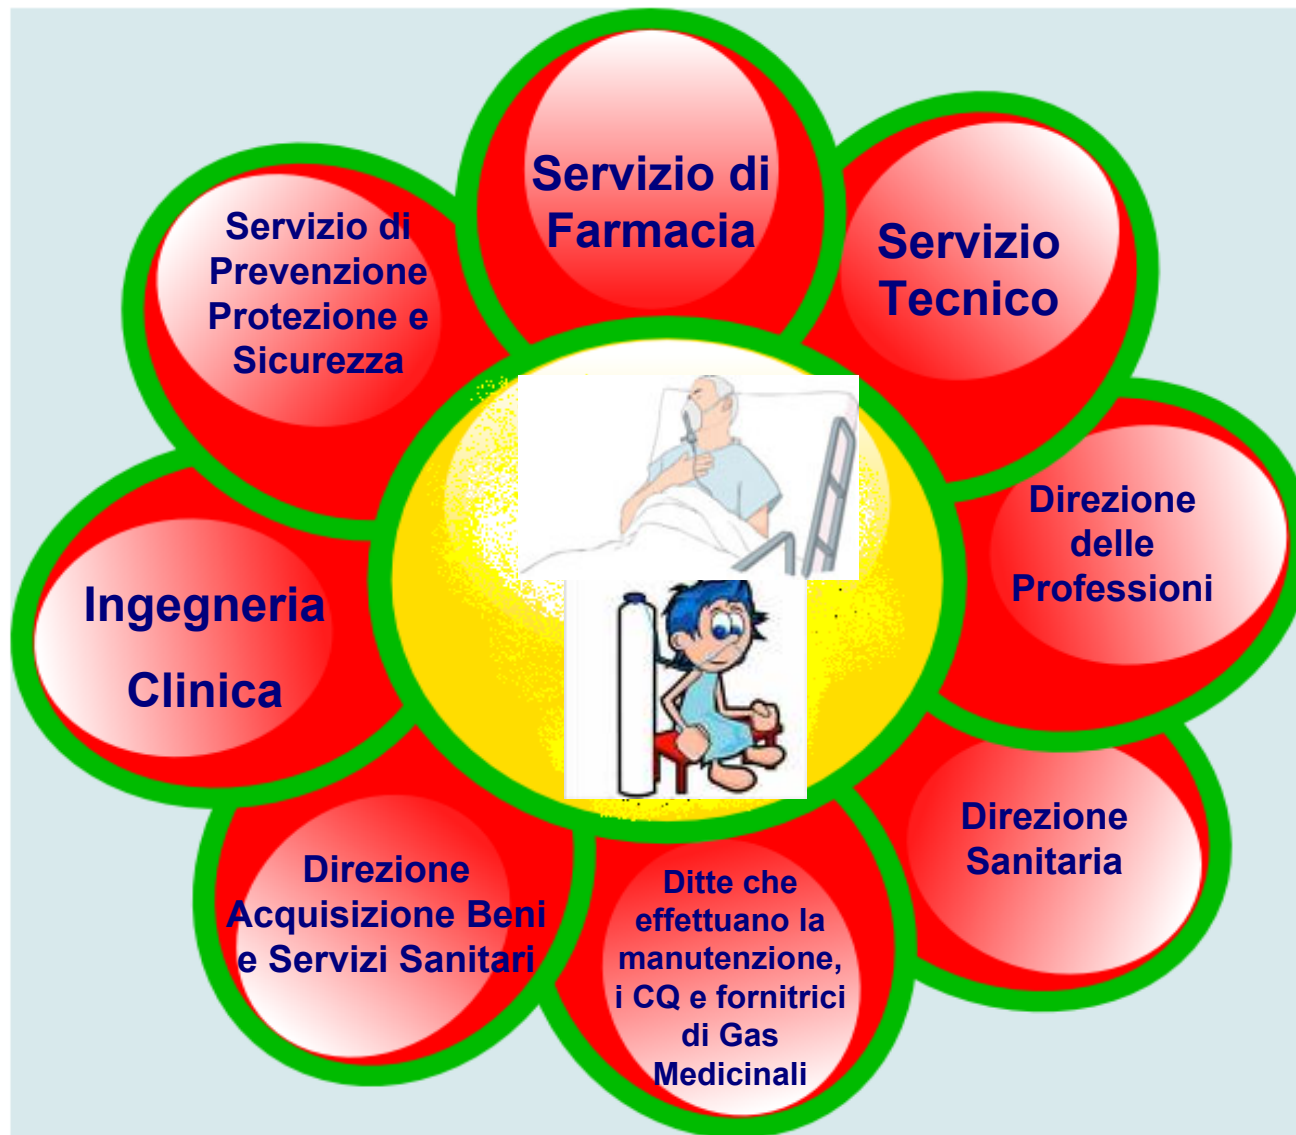 Servizio di
Farmacia
Servizio
Tecnico
Direzione
delle
Professioni
Direzione
Sanitaria
Ditte che
effettuano la
manutenzione,
i CQ e fornitrici
di Gas
Medicinali
Direzione
Acquisizione Beni
e Servizi Sanitari
Ingegneria
Clinica
Servizio di
Prevenzione
Protezione e
Sicurezza